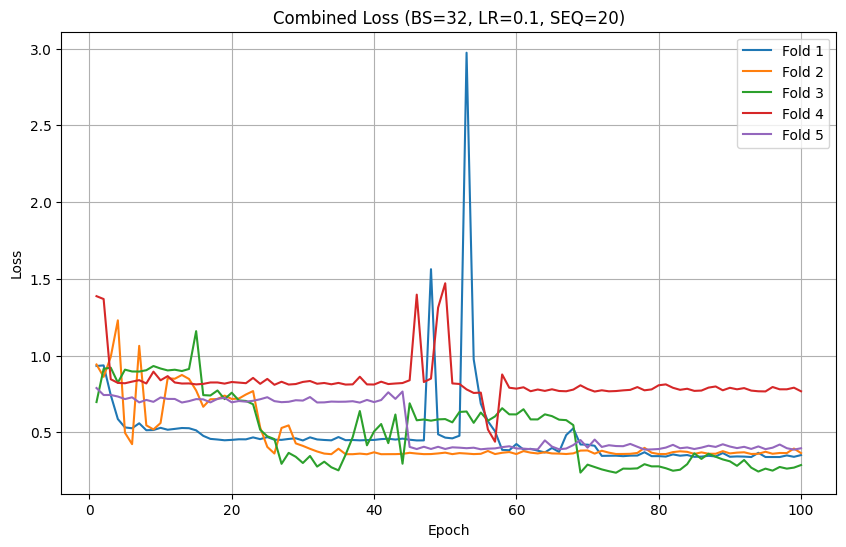 Combined Loss (BS=32, LR=0.1, SEQ=20)
Fold 1
Fold 2
Fold 3
Fold 4
Fold 5
3.0
2.5
2.0
1.5
1.0
0.5
Loss
0
20
40
60
80
100
Epoch